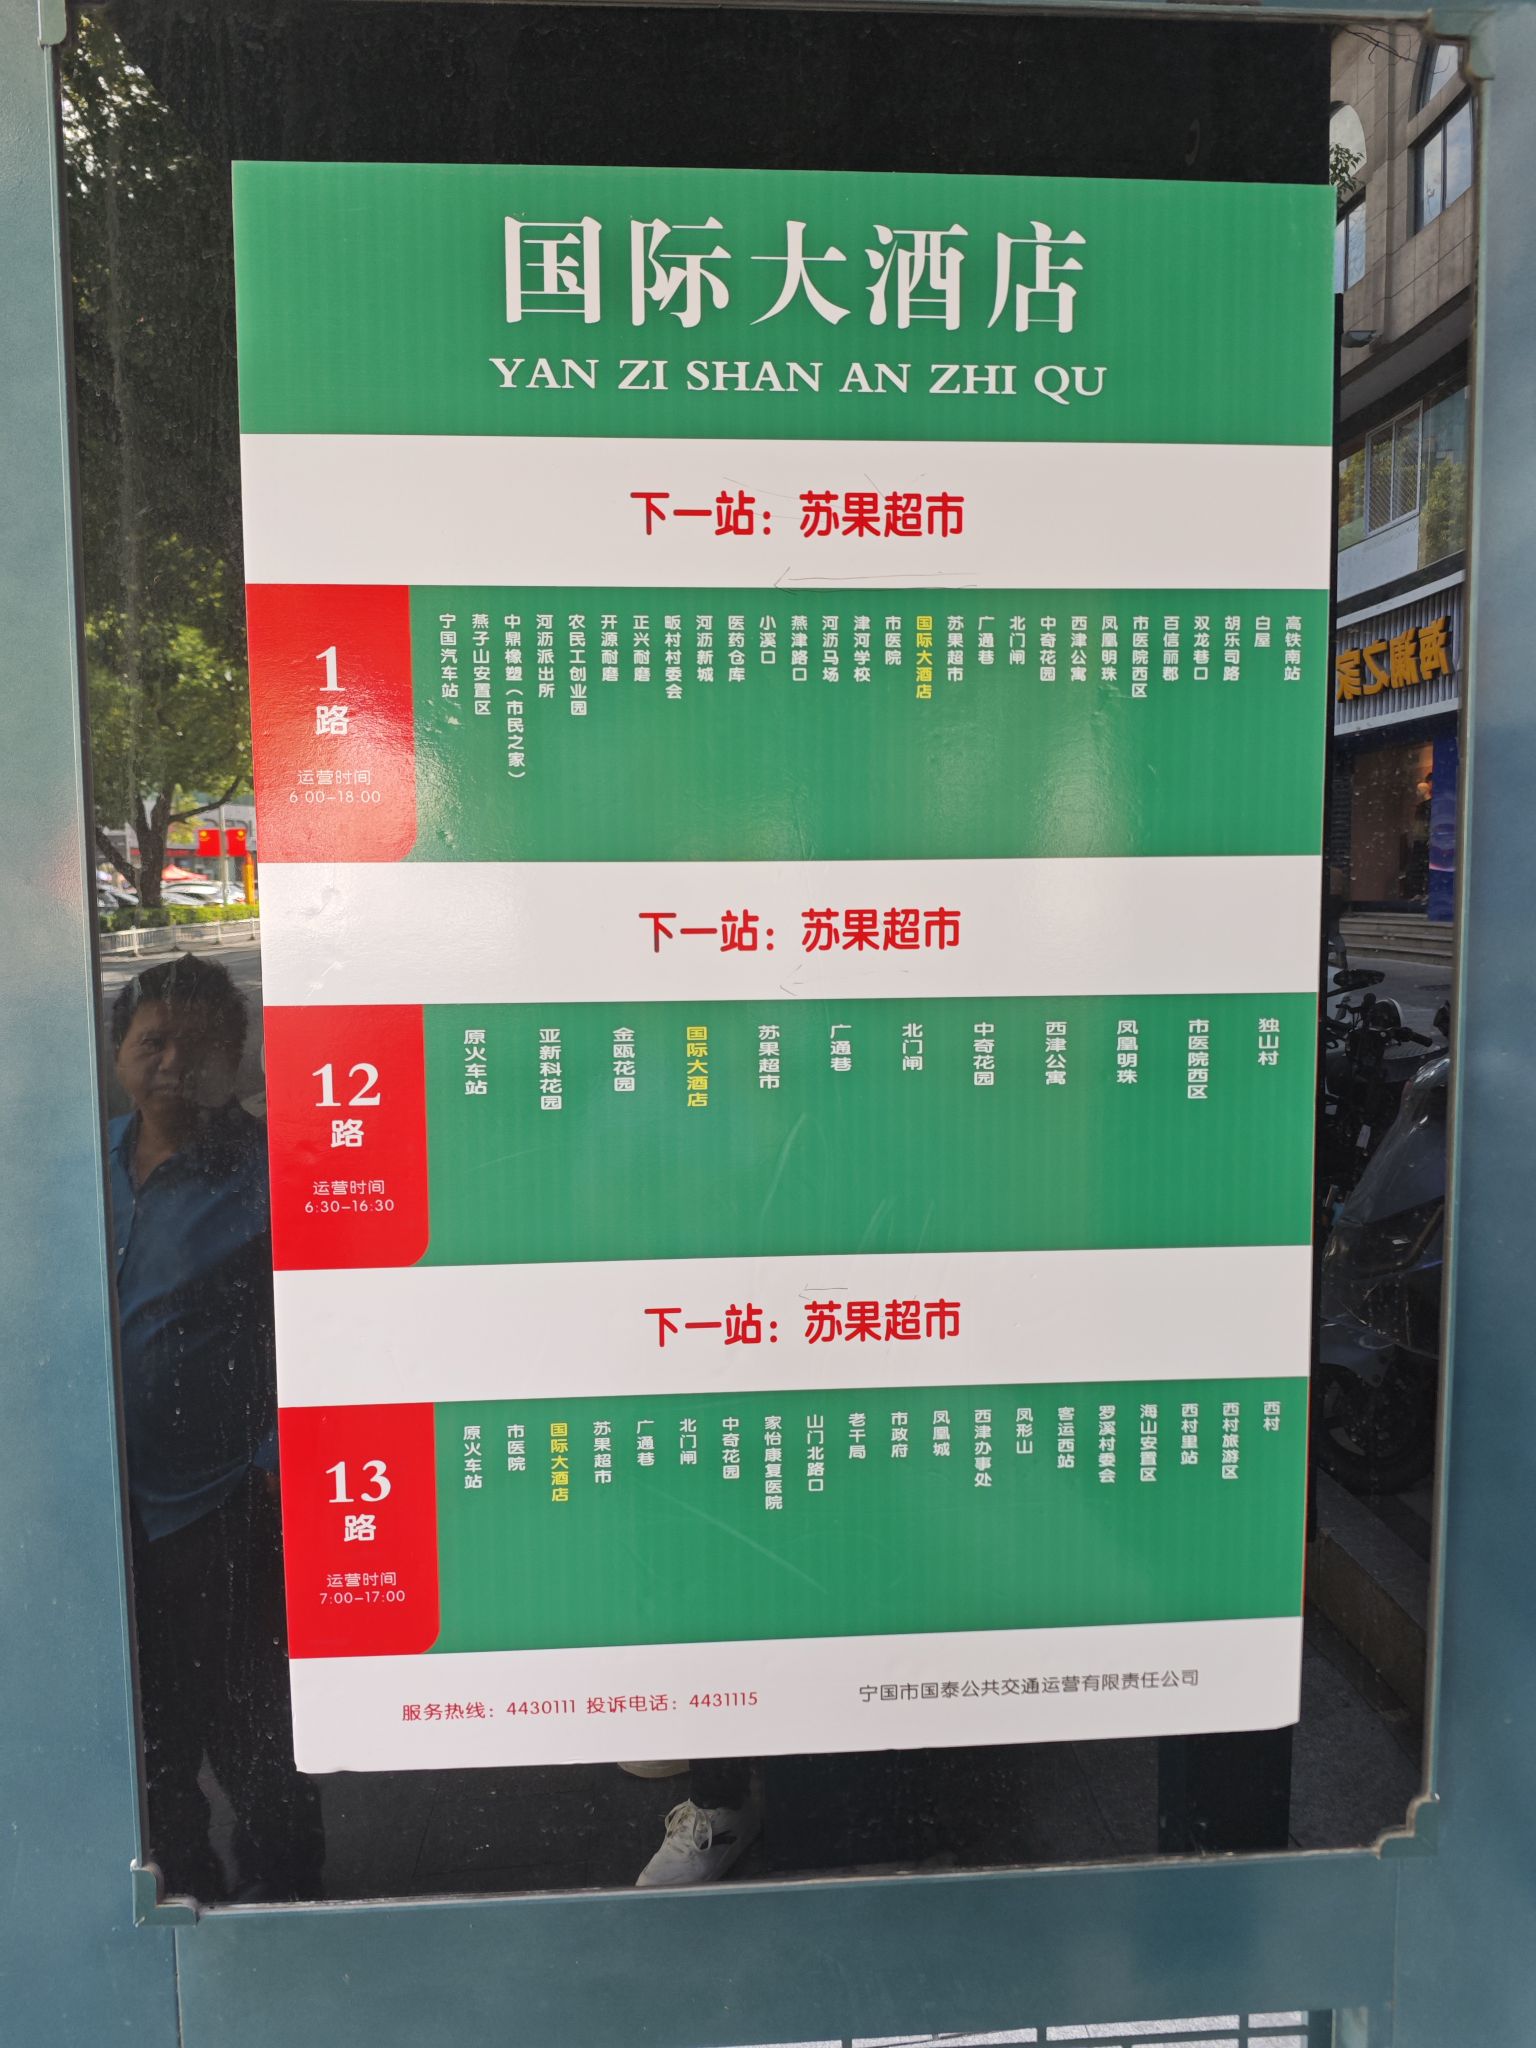 国际大酒店
YAN ZI SHAN AN ZHI QU
下一站：苏果超市
1
路
运营时间
6:00-18:00
宁国汽车站
燕子山安置区
中鼎橡塑（市民之家）
河沥派出所
农民工创业园
开源耐磨
正兴耐磨
畈村村委会
河沥新城
医药仓库
小溪口
燕津路口
河沥马场
津河学校
市医院
国际大酒店
苏果超市
广通巷
北门闸
中奇花园
西津公寓
凤凰明珠
市医院西区
百信丽郡
双龙巷口
胡乐司路
白屋
高铁南站
下一站：苏果超市
12
路
运营时间
6:30-16:30
原火车站
亚新科花园
金瓯花园
国际大酒店
苏果超市
广通巷
北门闸
中奇花园
西津公寓
凤凰明珠
市医院西区
独山村
下一站：苏果超市
13
路
运营时间
7:00-17:00
原火车站
市医院
国际大酒店
苏果超市
广通巷
北门闸
中奇花园
家怡康复医院
山门北路口
老干局
市政府
凤凰城
西津办事处
凤形山
客运西站
罗溪村委会
海山安置区
西村里站
西村旅游区
西村
服务热线：4430111 投诉电话：4431115
宁国市国泰公共交通运营有限责任公司
海澜之家